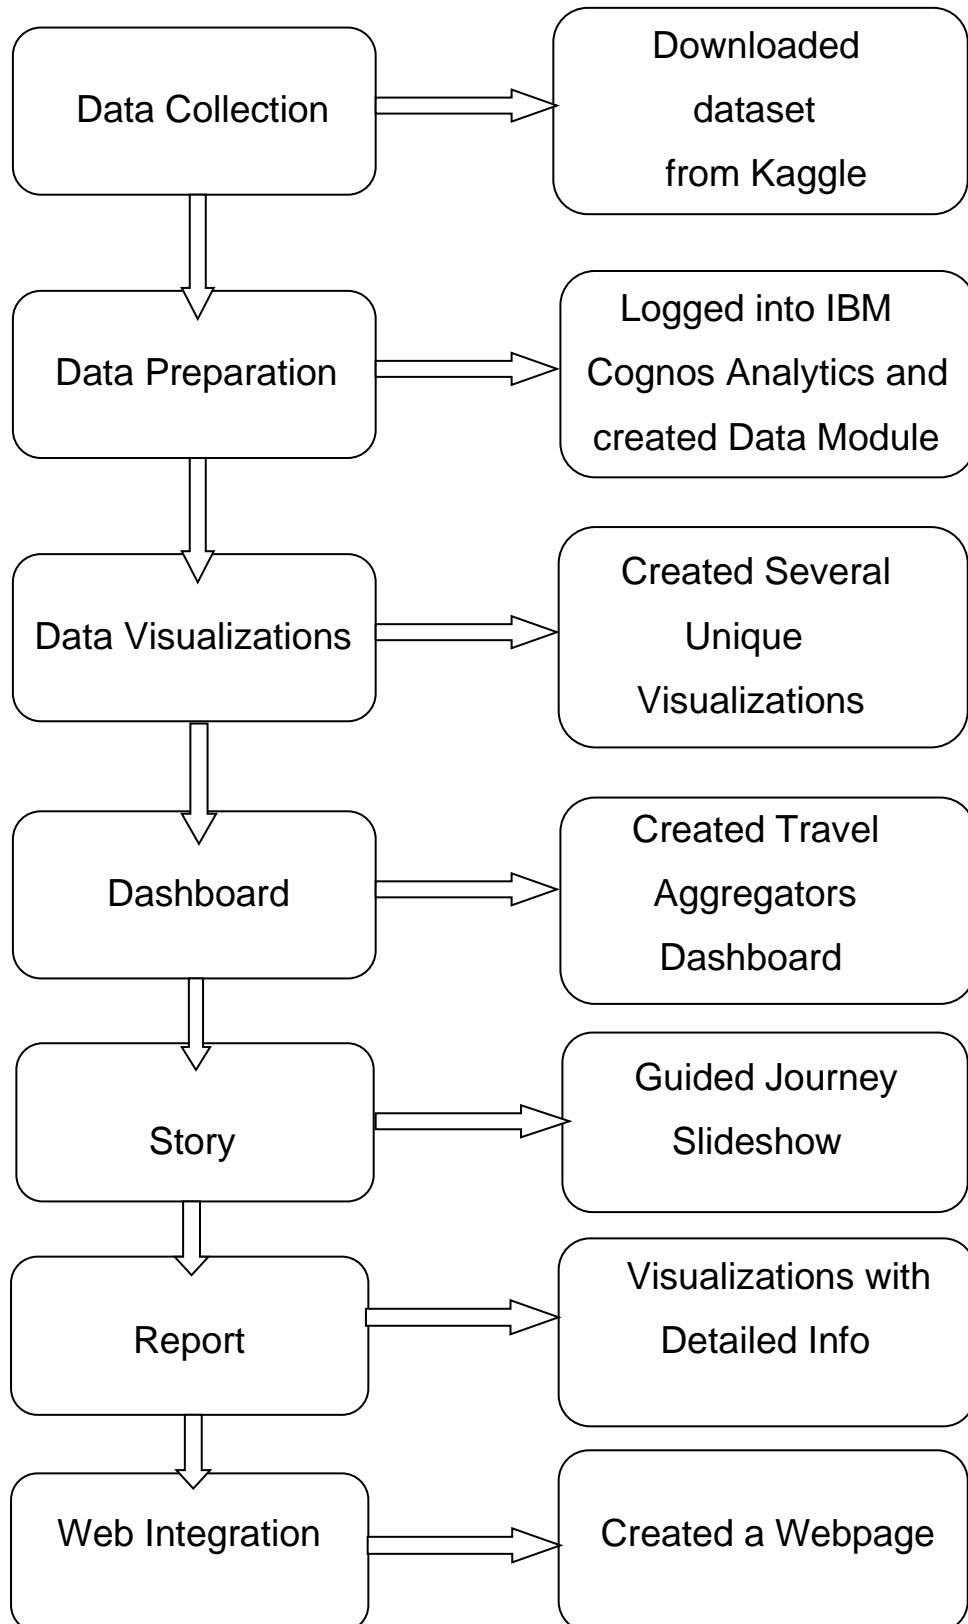 Data Collection
Downloaded
dataset
from Kaggle
Data Preparation
Logged into IBM
Cognos Analytics and
created Data Module
Data Visualizations
Created Several
Unique
Visualizations
Dashboard
Created Travel
Aggregators
Dashboard
Story
Guided Journey
Slideshow
Report
Visualizations with
Detailed Info
Web Integration
Created a Webpage